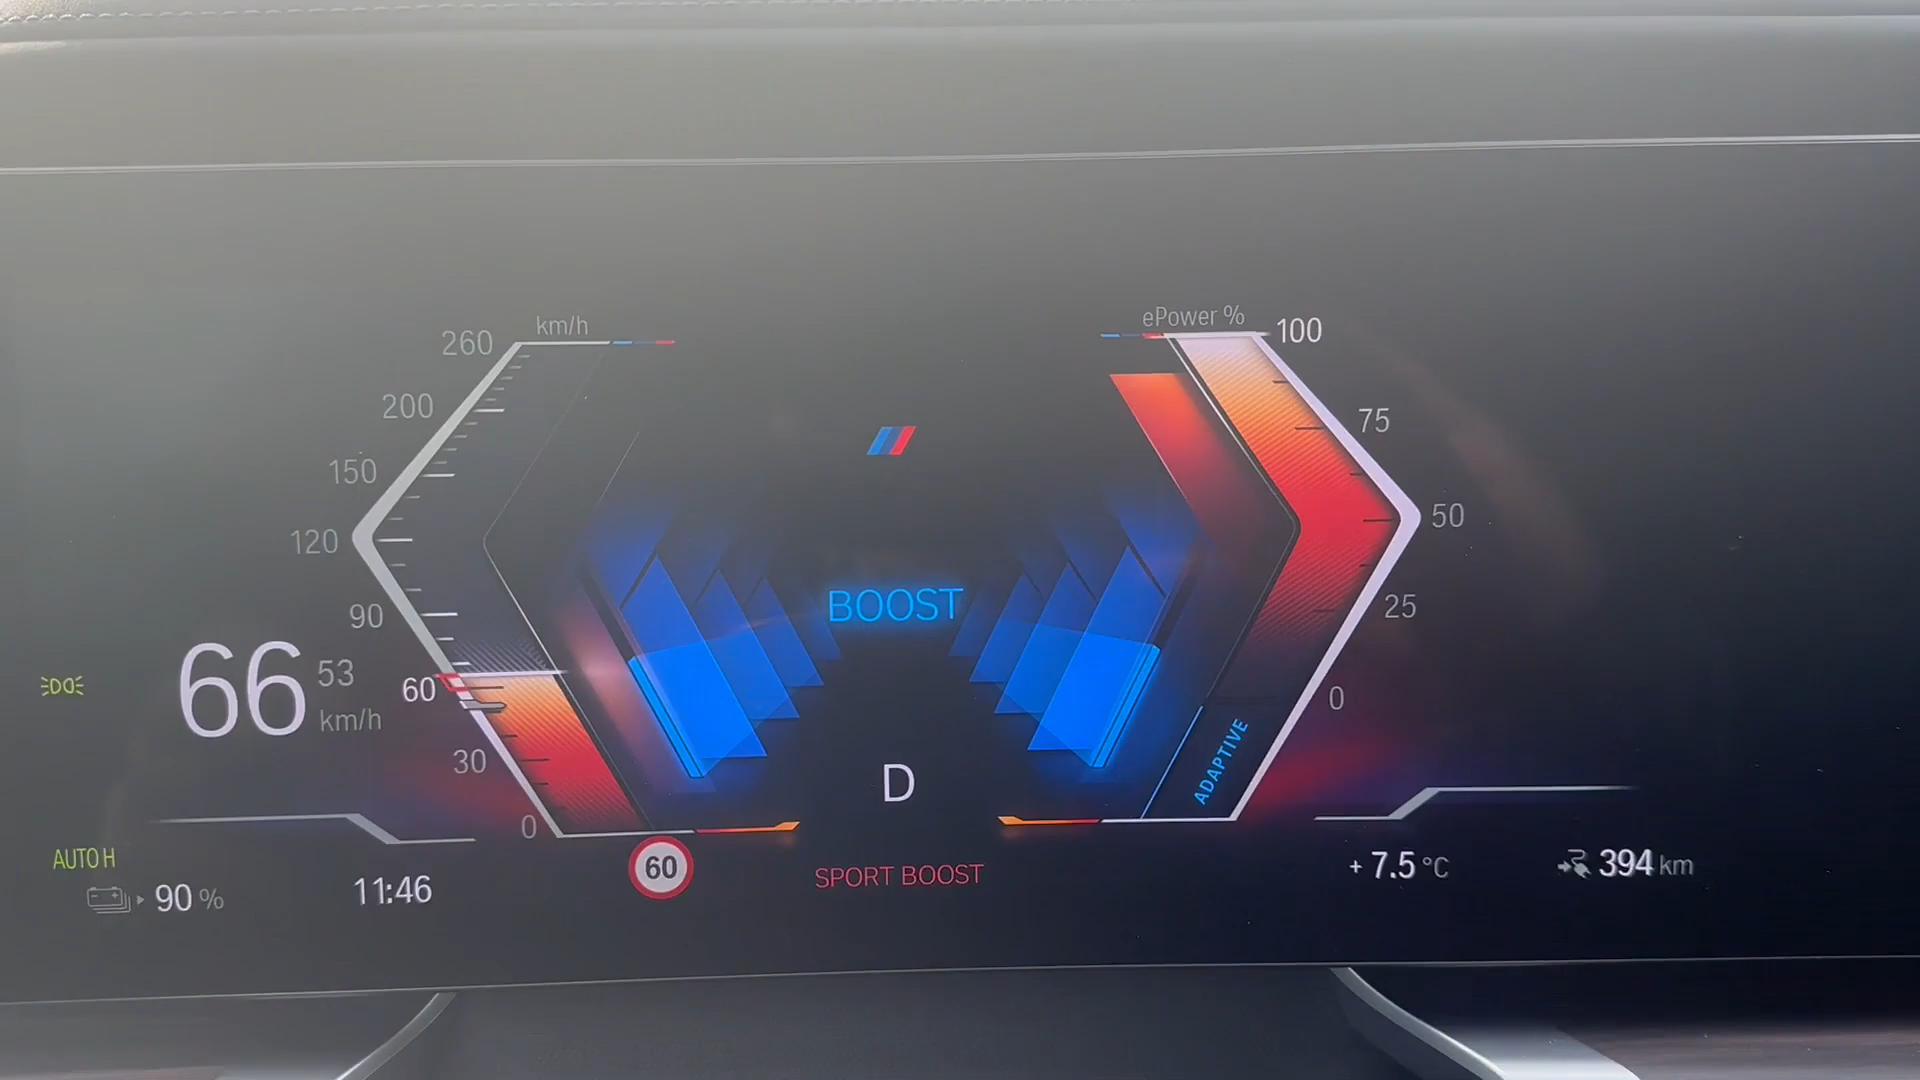 km/h
260
200
150
120
90
60
30
0
66
53
km/h
ePower %
100
75
50
25
0
ADAPTIVE
BOOST
D
SPORT BOOST
60
AUTO H
90 %
11:46
+ 7.5 °C
394 km